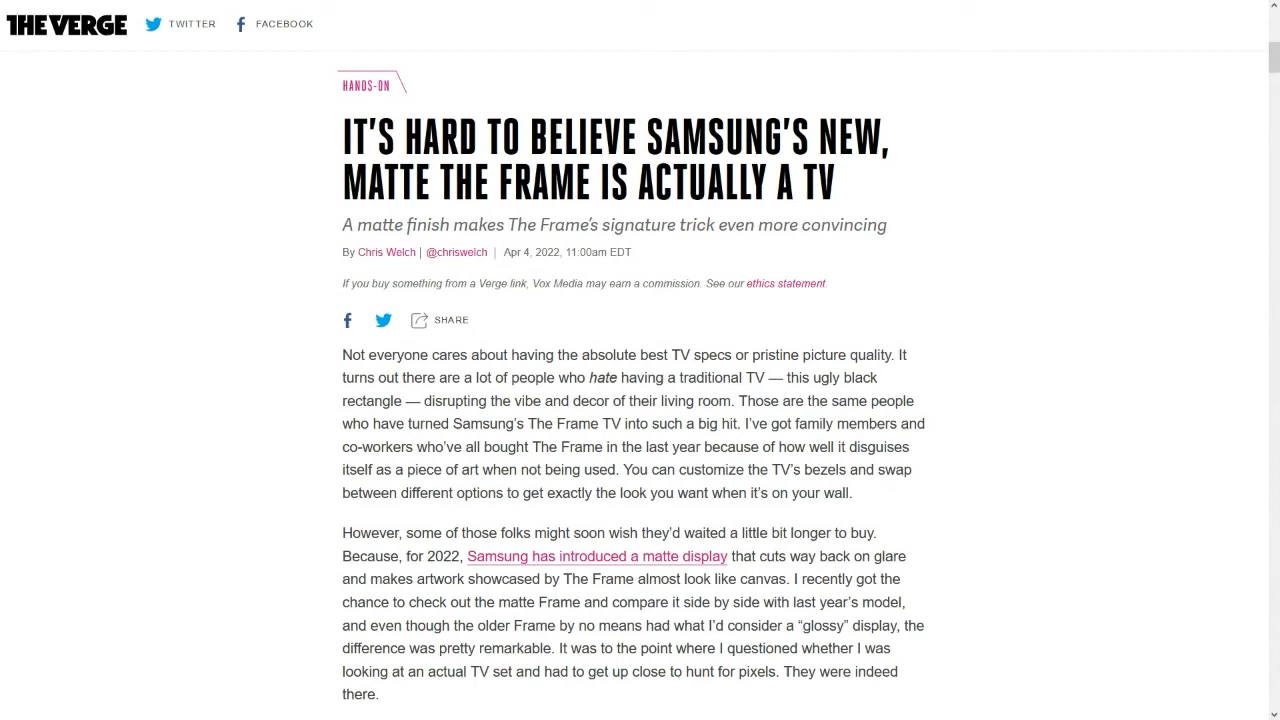 THE VERGE TWITTER FACEBOOK
HANDS-ON
IT'S HARD TO BELIEVE SAMSUNG'S NEW,
MATTE THE FRAME IS ACTUALLY A TV
A matte finish makes The Frame's signature trick even more convincing
By Chris Welch | @chriswelch | Apr 4, 2022, 11:00am EDT
If you buy something from a Verge link, Vox Media may earn a commission. See our ethics statement.
SHARE
Not everyone cares about having the absolute best TV specs or pristine picture quality. It
turns out there are a lot of people who hate having a traditional TV — this ugly black
rectangle — disrupting the vibe and decor of their living room. Those are the same people
who have turned Samsung's The Frame TV into such a big hit. I've got family members and
co-workers who've all bought The Frame in the last year because of how well it disguises
itself as a piece of art when not being used. You can customize the TV's bezels and swap
between different options to get exactly the look you want when it's on your wall.
However, some of those folks might soon wish they'd waited a little bit longer to buy.
Because, for 2022, Samsung has introduced a matte display that cuts way back on glare
and makes artwork showcased by The Frame almost look like canvas. I recently got the
chance to check out the matte Frame and compare it side by side with last year's model,
and even though the older Frame by no means had what I'd consider a “glossy” display, the
difference was pretty remarkable. It was to the point where I questioned whether I was
looking at an actual TV set and had to get up close to hunt for pixels. They were indeed
there.